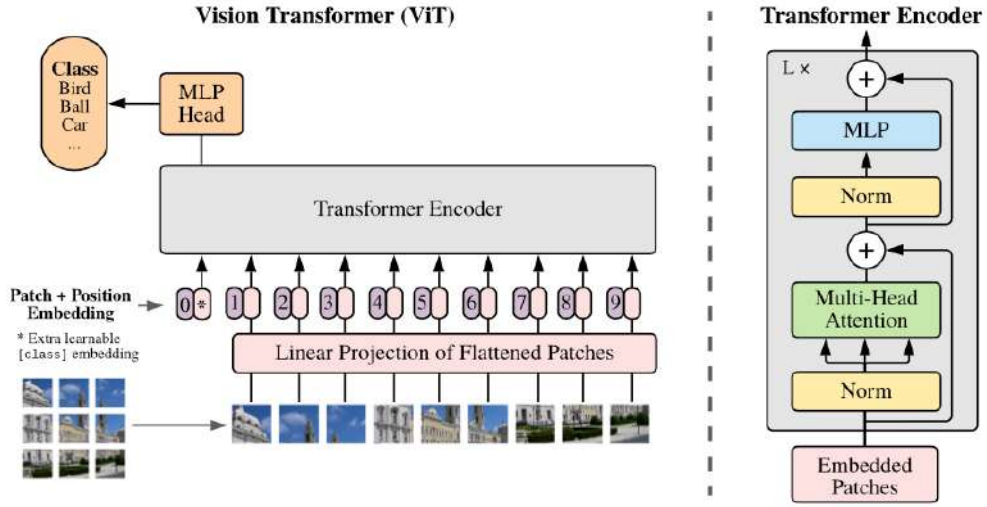 Vision Transformer (ViT)
Class
Bird
Ball
Car
...
MLP
Head
Transformer Encoder
Patch + Position
Embedding
0 * 1 2 3 4 5 6 7 8 9
* Extra learnable
[class] embedding
Linear Projection of Flattened Patches
Transformer Encoder
L ×
+
MLP
Norm
+
Multi-Head
Attention
Norm
Embedded
Patches